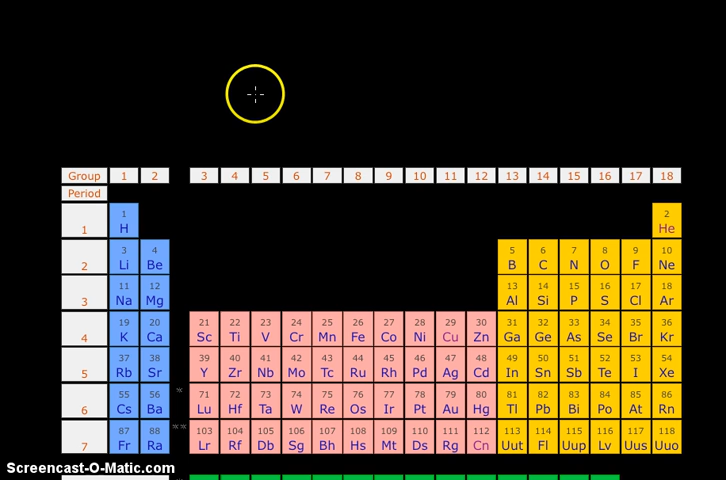 Group 1 2 3 4 5 6 7 8 9 10 11 12 13 14 15 16 17 18
Period
1 2
1 H He
3 4 5 6 7 8 9 10
2 Li Be B C N O F Ne
11 12 13 14 15 16 17 18
3 Na Mg Al Si P S Cl Ar
19 20 21 22 23 24 25 26 27 28 29 30 31 32 33 34 35 36
4 K Ca Sc Ti V Cr Mn Fe Co Ni Cu Zn Ga Ge As Se Br Kr
37 38 39 40 41 42 43 44 45 46 47 48 49 50 51 52 53 54
5 Rb Sr Y Zr Nb Mo Tc Ru Rh Pd Ag Cd In Sn Sb Te I Xe
55 56 * 71 72 73 74 75 76 77 78 79 80 81 82 83 84 85 86
6 Cs Ba Lu Hf Ta W Re Os Ir Pt Au Hg Tl Pb Bi Po At Rn
87 88 ** 103 104 105 106 107 108 109 110 111 112 113 114 115 116 117 118
7 Fr Ra Lr Rf Db Sg Bh Hs Mt Ds Rg Cn Uut Fl Uup Lv Uus Uuo
Screencast-O-Matic.com